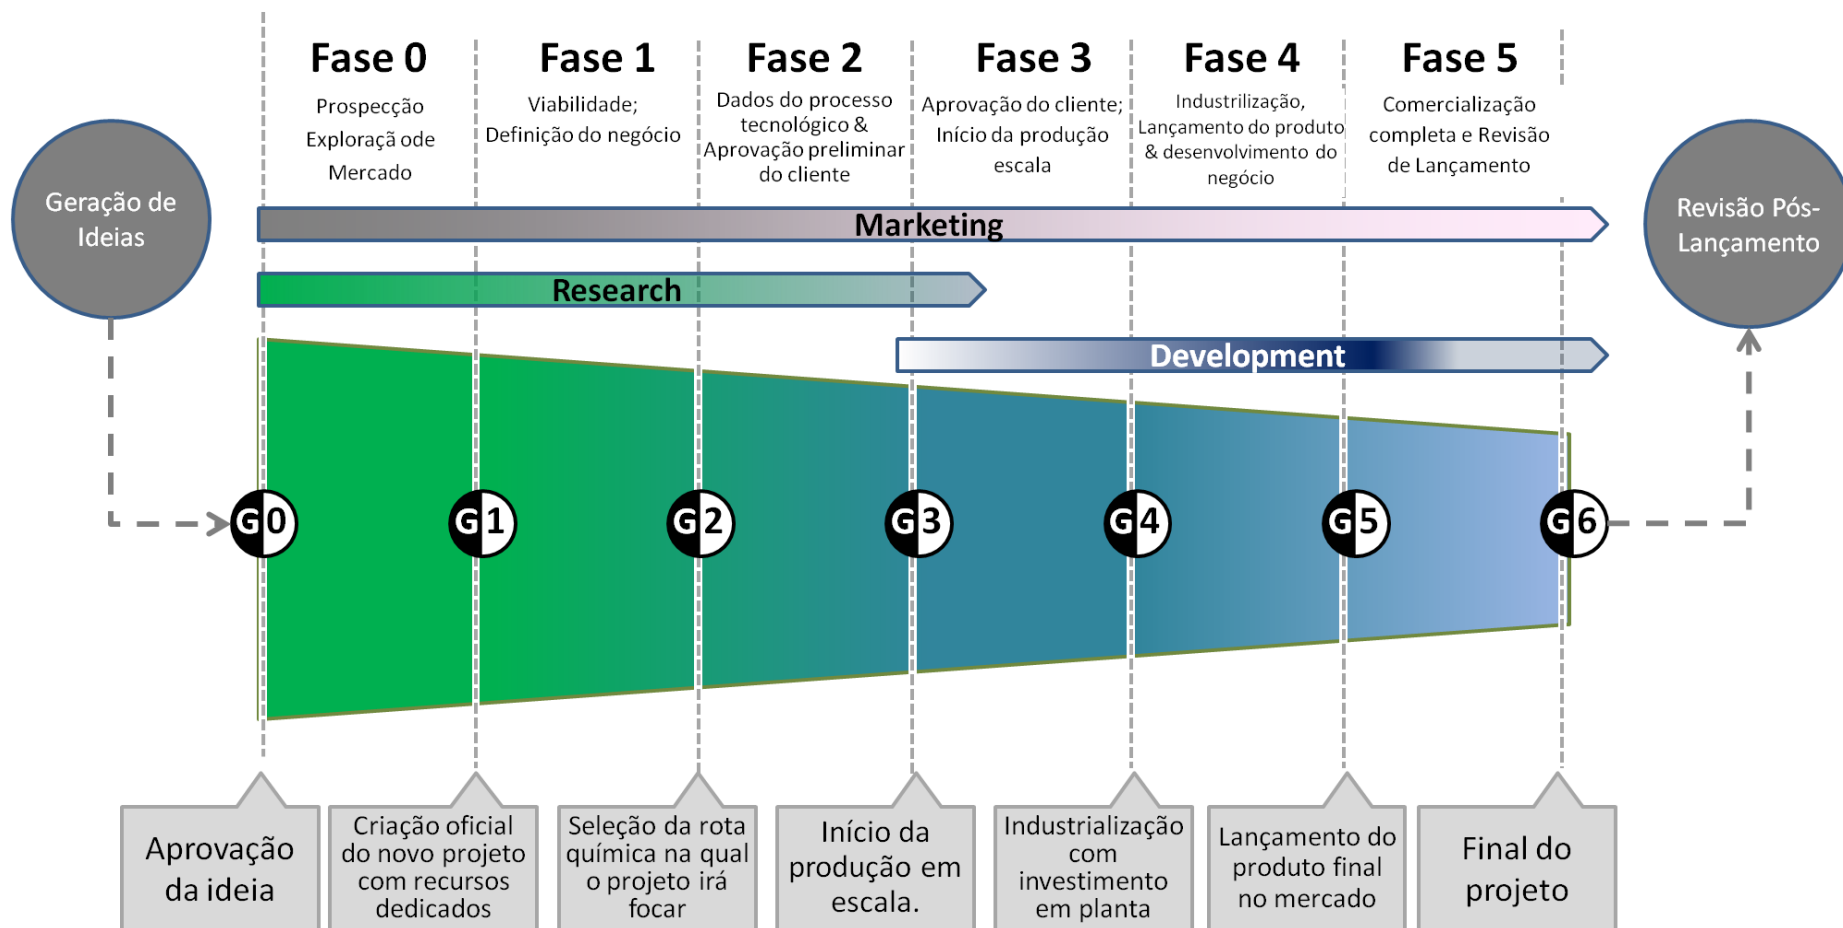 Fase 0
Prospecção
Exploraçã ode
Mercado
Fase 1
Viabilidade;
Definição do negócio
Fase 2
Dados do processo
tecnológico &
Aprovação preliminar
do cliente
Fase 3
Aprovação do cliente;
Início da produção
escala
Fase 4
Industrilização,
Lançamento do produto
& desenvolvimento do
negócio
Fase 5
Comercialização
completa e Revisão
de Lançamento
Geração de
Ideias
Revisão Pós-
Lançamento
Marketing
Research
Development
G0
G1
G2
G3
G4
G5
G6
Aprovação
da ideia
Criação oficial
do novo projeto
com recursos
dedicados
Seleção da rota
química na qual
o projeto irá
focar
Início da
produção em
escala.
Industrialização
com
investimento
em planta
Lançamento do
produto final
no mercado
Final do
projeto